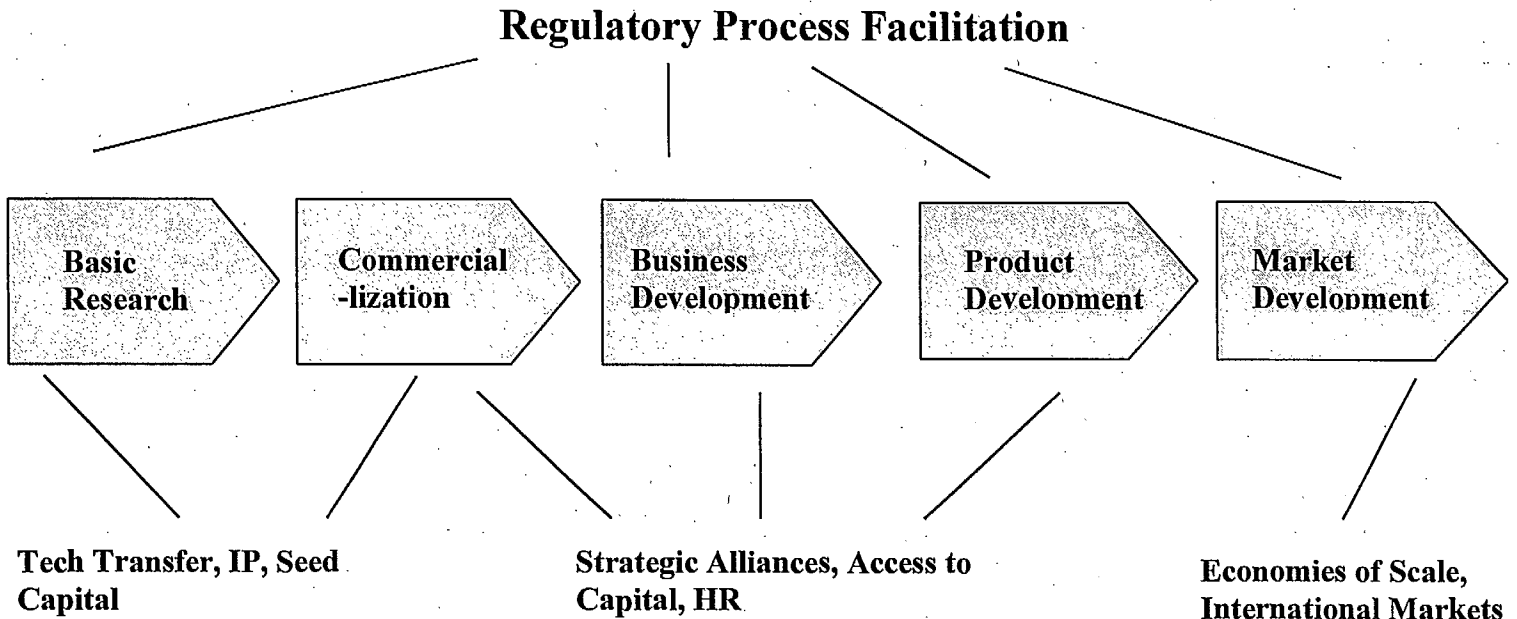 Regulatory Process Facilitation
Basic
Research
Commercial
-lization
Business
Development
Product
Development
Market
Development
Tech Transfer, IP, Seed
Capital
Strategic Alliances, Access to
Capital, HR
Economies of Scale,
International Markets